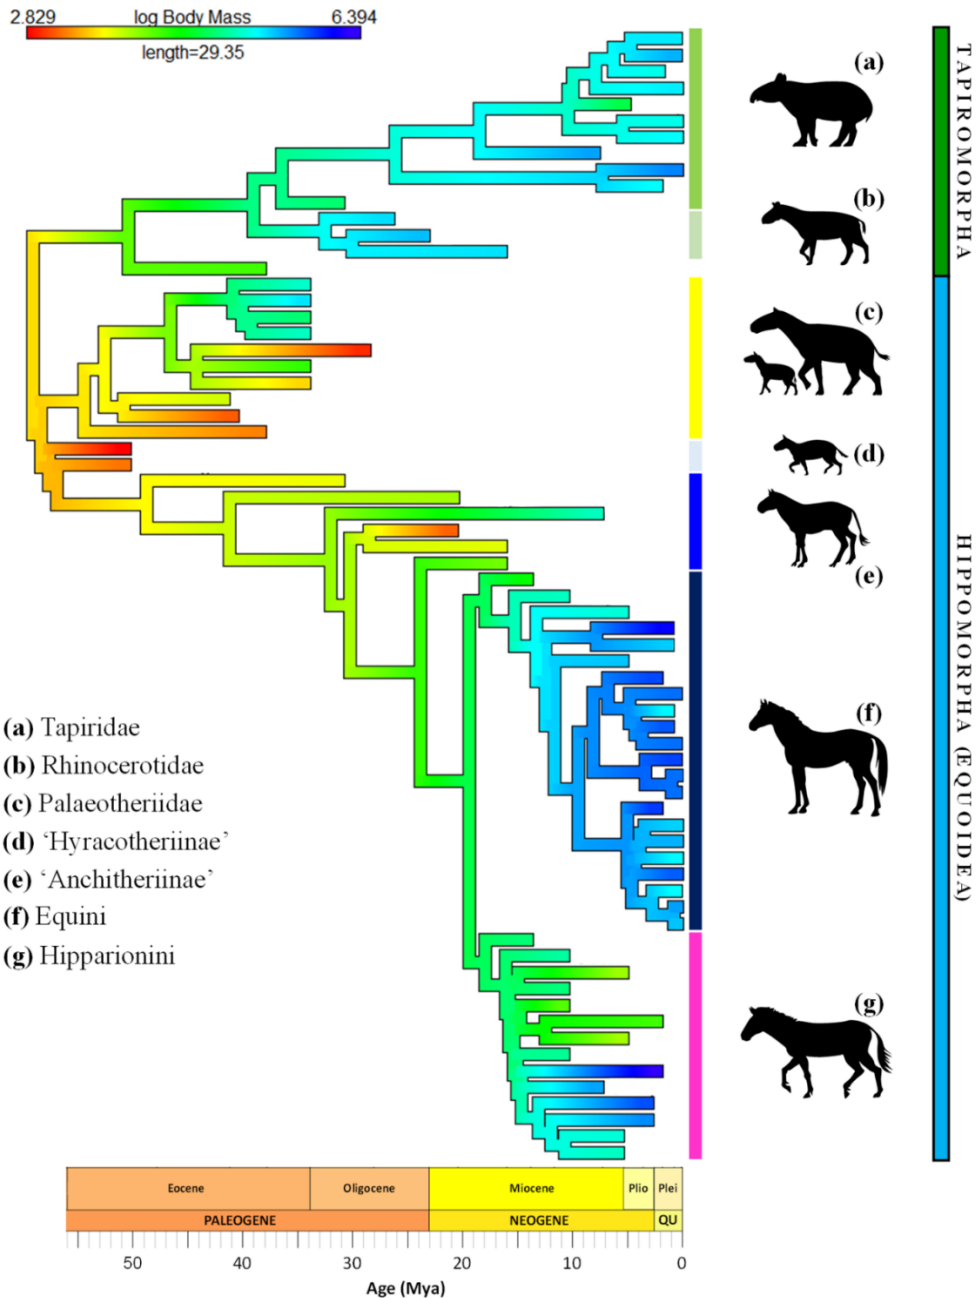 2.829 log Body Mass 6.394
length=29.35
(a)
(b)
(c)
(d)
(e)
(f)
(g)
TAPIROMORPHA
HIPPOMORPHA (EQUOIDEA)
(a) Tapiridae
(b) Rhinocerotidae
(c) Palaeotheriidae
(d) ‘Hyracotheriinae’
(e) ‘Anchitheriinae’
(f) Equini
(g) Hipparionini
Eocene Oligocene Miocene Plio Plei
PALEOGENE NEOGENE QU
50 40 30 20 10 0
Age (Mya)